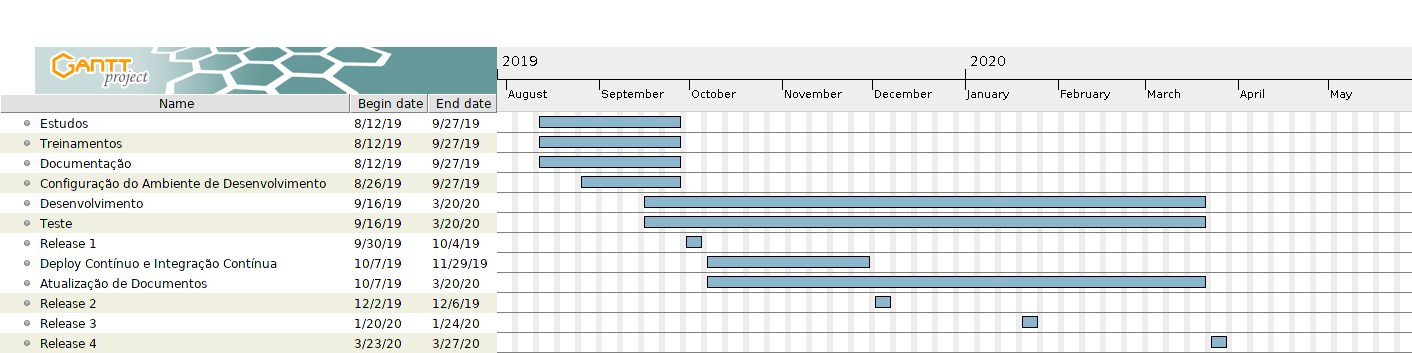 GANTT
project
2019 2020
August September October November December January February March April May
Name Begin date End date
Estudos 8/12/19 9/27/19
Treinamentos 8/12/19 9/27/19
Documentação 8/12/19 9/27/19
Configuração do Ambiente de Desenvolvimento 8/26/19 9/27/19
Desenvolvimento 9/16/19 3/20/20
Teste 9/16/19 3/20/20
Release 1 9/30/19 10/4/19
Deploy Contínuo e Integração Contínua 10/7/19 11/29/19
Atualização de Documentos 10/7/19 3/20/20
Release 2 12/2/19 12/6/19
Release 3 1/20/20 1/24/20
Release 4 3/23/20 3/27/20